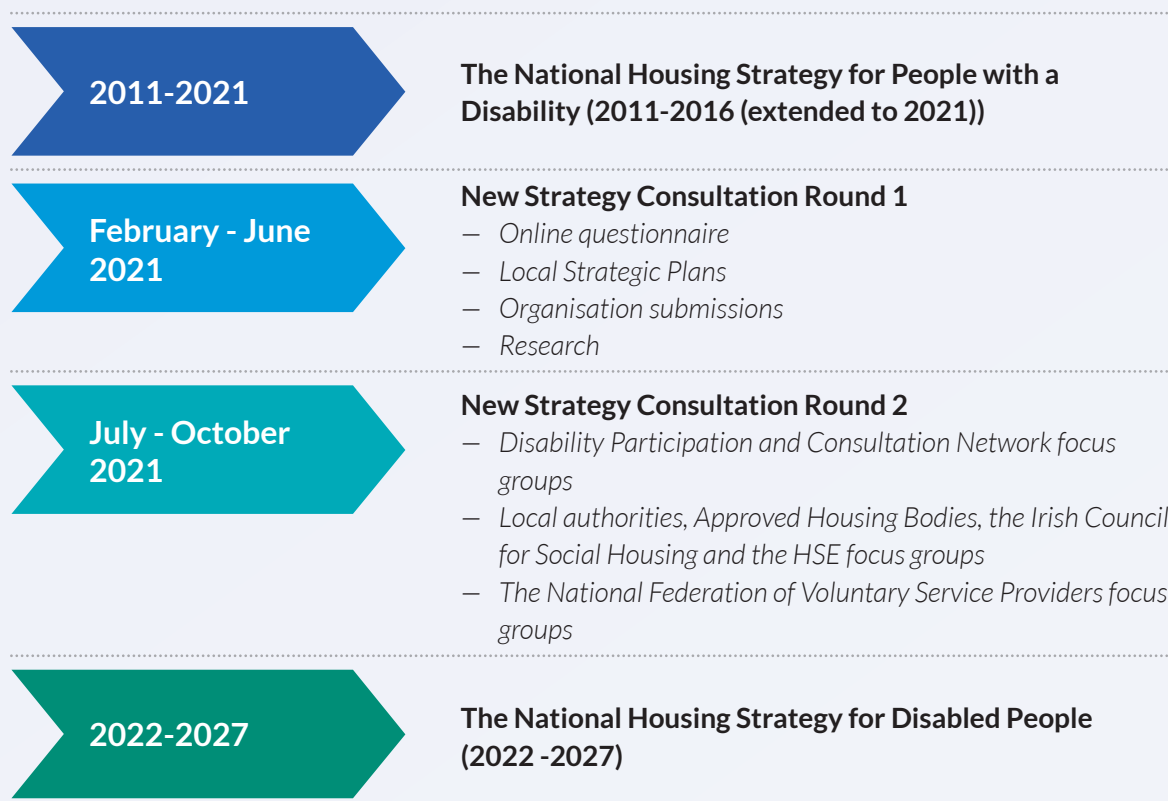 2011-2021
The National Housing Strategy for People with a
Disability (2011-2016 (extended to 2021))
February - June
2021
New Strategy Consultation Round 1
— Online questionnaire
— Local Strategic Plans
— Organisation submissions
— Research
July - October
2021
New Strategy Consultation Round 2
— Disability Participation and Consultation Network focus
groups
— Local authorities, Approved Housing Bodies, the Irish Council
for Social Housing and the HSE focus groups
— The National Federation of Voluntary Service Providers focus
groups
2022-2027
The National Housing Strategy for Disabled People
(2022 -2027)